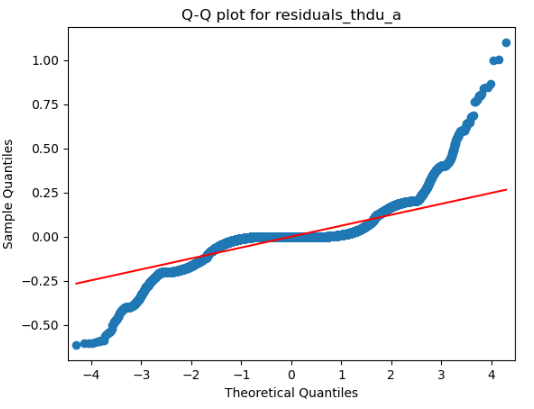 Q-Q plot for residuals_thdu_a
1.00
0.75
0.50
0.25
0.00
−0.25
−0.50
Sample Quantiles
−4 −3 −2 −1 0 1 2 3 4
Theoretical Quantiles